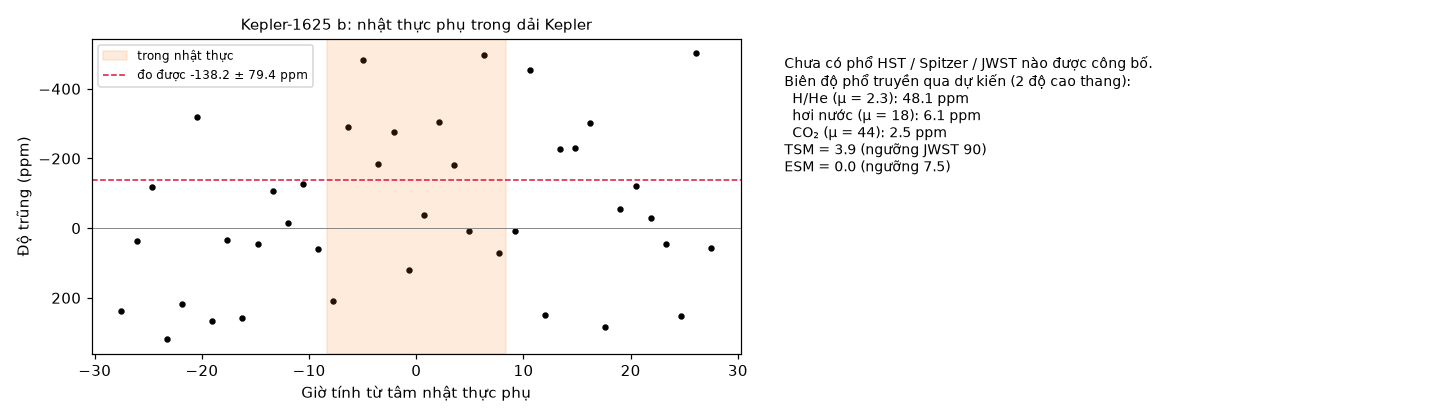 Kepler-1625 b: nhật thực phụ trong dải Kepler
trong nhật thực
đo được -138.2 ± 79.4 ppm
−400
−200
0
200
Độ trũng (ppm)
−30
−20
−10
0
10
20
30
Giờ tính từ tâm nhật thực phụ
Chưa có phổ HST / Spitzer / JWST nào được công bố.
Biên độ phổ truyền qua dự kiến (2 độ cao thang):
H/He (μ = 2.3): 48.1 ppm
hơi nước (μ = 18): 6.1 ppm
CO₂ (μ = 44): 2.5 ppm
TSM = 3.9 (ngưỡng JWST 90)
ESM = 0.0 (ngưỡng 7.5)